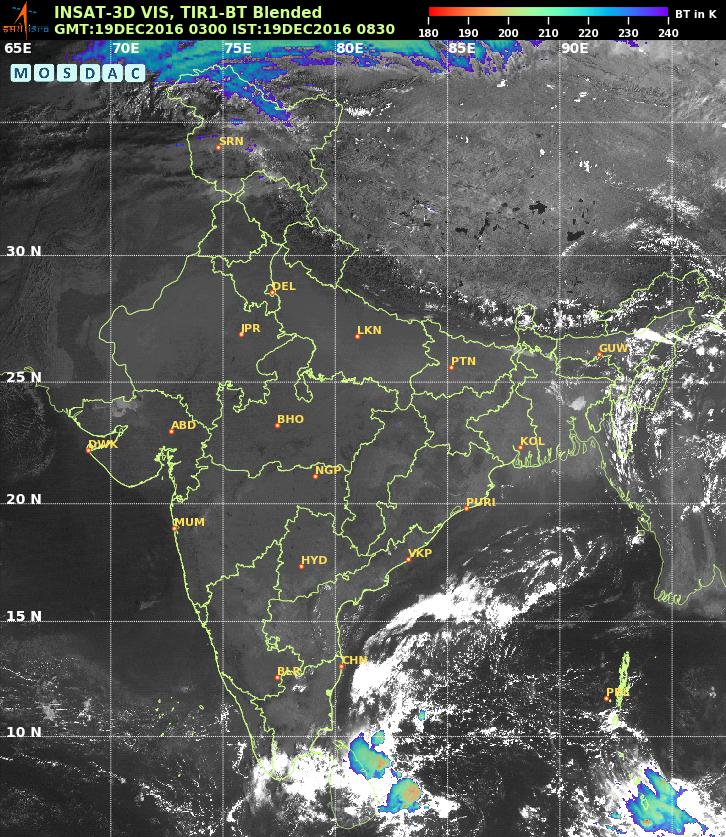 INSAT-3D VIS, TIR1-BT Blended
GMT:19DEC2016 0300 IST:19DEC2016 0830
BT in K
180 190 200 210 220 230 240
65E 70E 75E 80E 85E 90E
MOSDAC
SRN
30 N
DEL
JPR LKN
GUW
PTN
25 N
ABD BHO
DWK KOL
NGP
20 N PURI
MUM
VKP
HYD
15 N
CHN
BLR
10 N